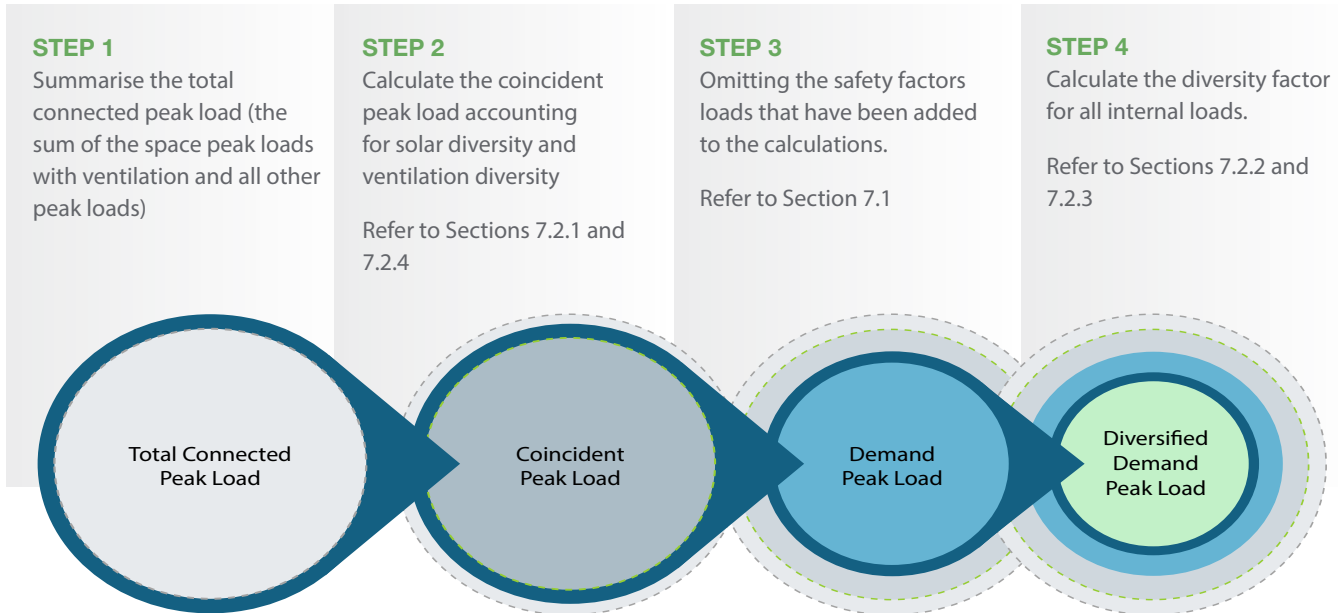 STEP 1
Summarise the total
connected peak load (the
sum of the space peak loads
with ventilation and all other
peak loads)
STEP 2
Calculate the coincident
peak load accounting
for solar diversity and
ventilation diversity
Refer to Sections 7.2.1 and
7.2.4
STEP 3
Omitting the safety factors
loads that have been added
to the calculations.
Refer to Section 7.1
STEP 4
Calculate the diversity factor
for all internal loads.
Refer to Sections 7.2.2 and
7.2.3
Total Connected
Peak Load
Coincident
Peak Load
Demand
Peak Load
Diversified
Demand
Peak Load